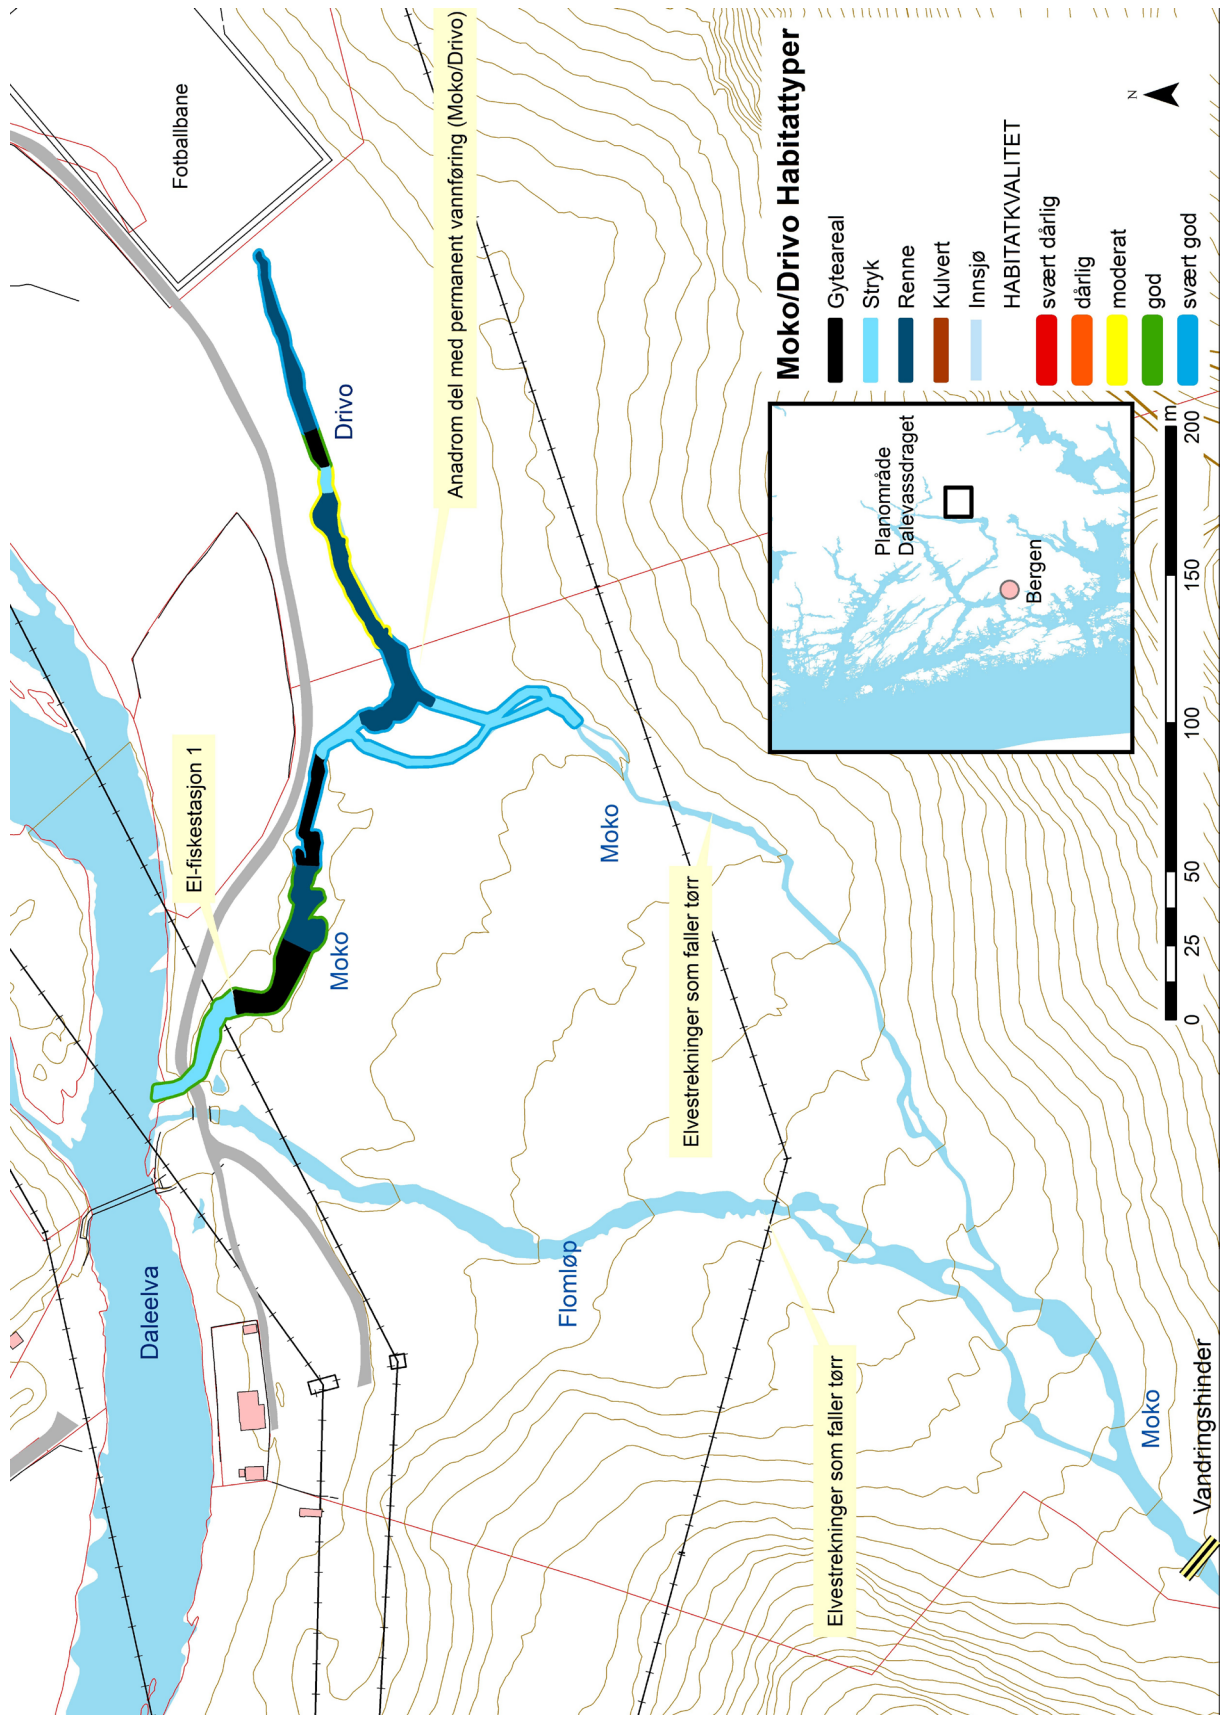 Fotballbane
Drivo
Anadrom del med permanent vannføring (Moko/Drivo)
El-fiskestasjon 1
Moko
Moko
Elvestrekninger som faller tørr
Daleelva
Flomløp
Elvestrekninger som faller tørr
Moko
Vandringshinder
Moko/Drivo Habitattyper
Gyteareal
Stryk
Renne
Kulvert
Innsjø
HABITATKVALITET
svært dårlig
dårlig
moderat
god
svært god
N
Planområde
Dalevassdraget
Bergen
0 25 50 100 150 200
m